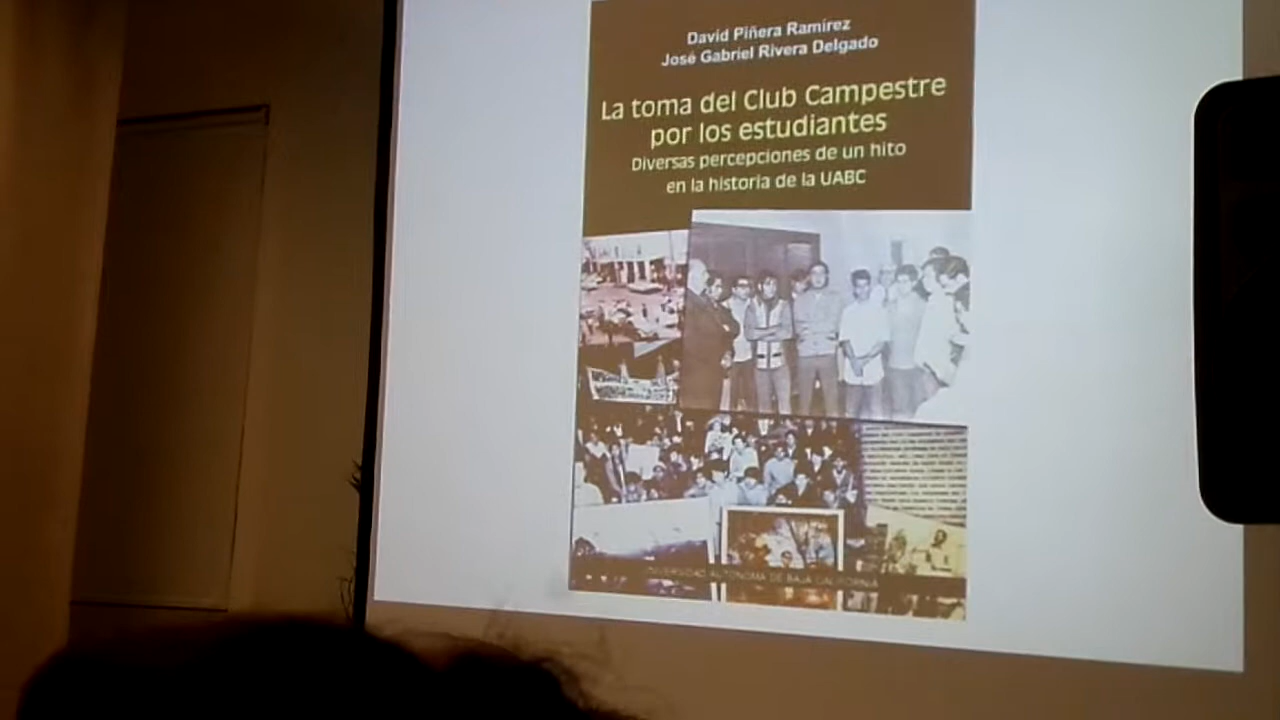 David Piñera Ramírez
José Gabriel Rivera Delgado
La toma del Club Campestre
por los estudiantes
Diversas percepciones de un hito
en la historia de la UABC
UNIVERSIDAD AUTÓNOMA DE BAJA CALIFORNIA